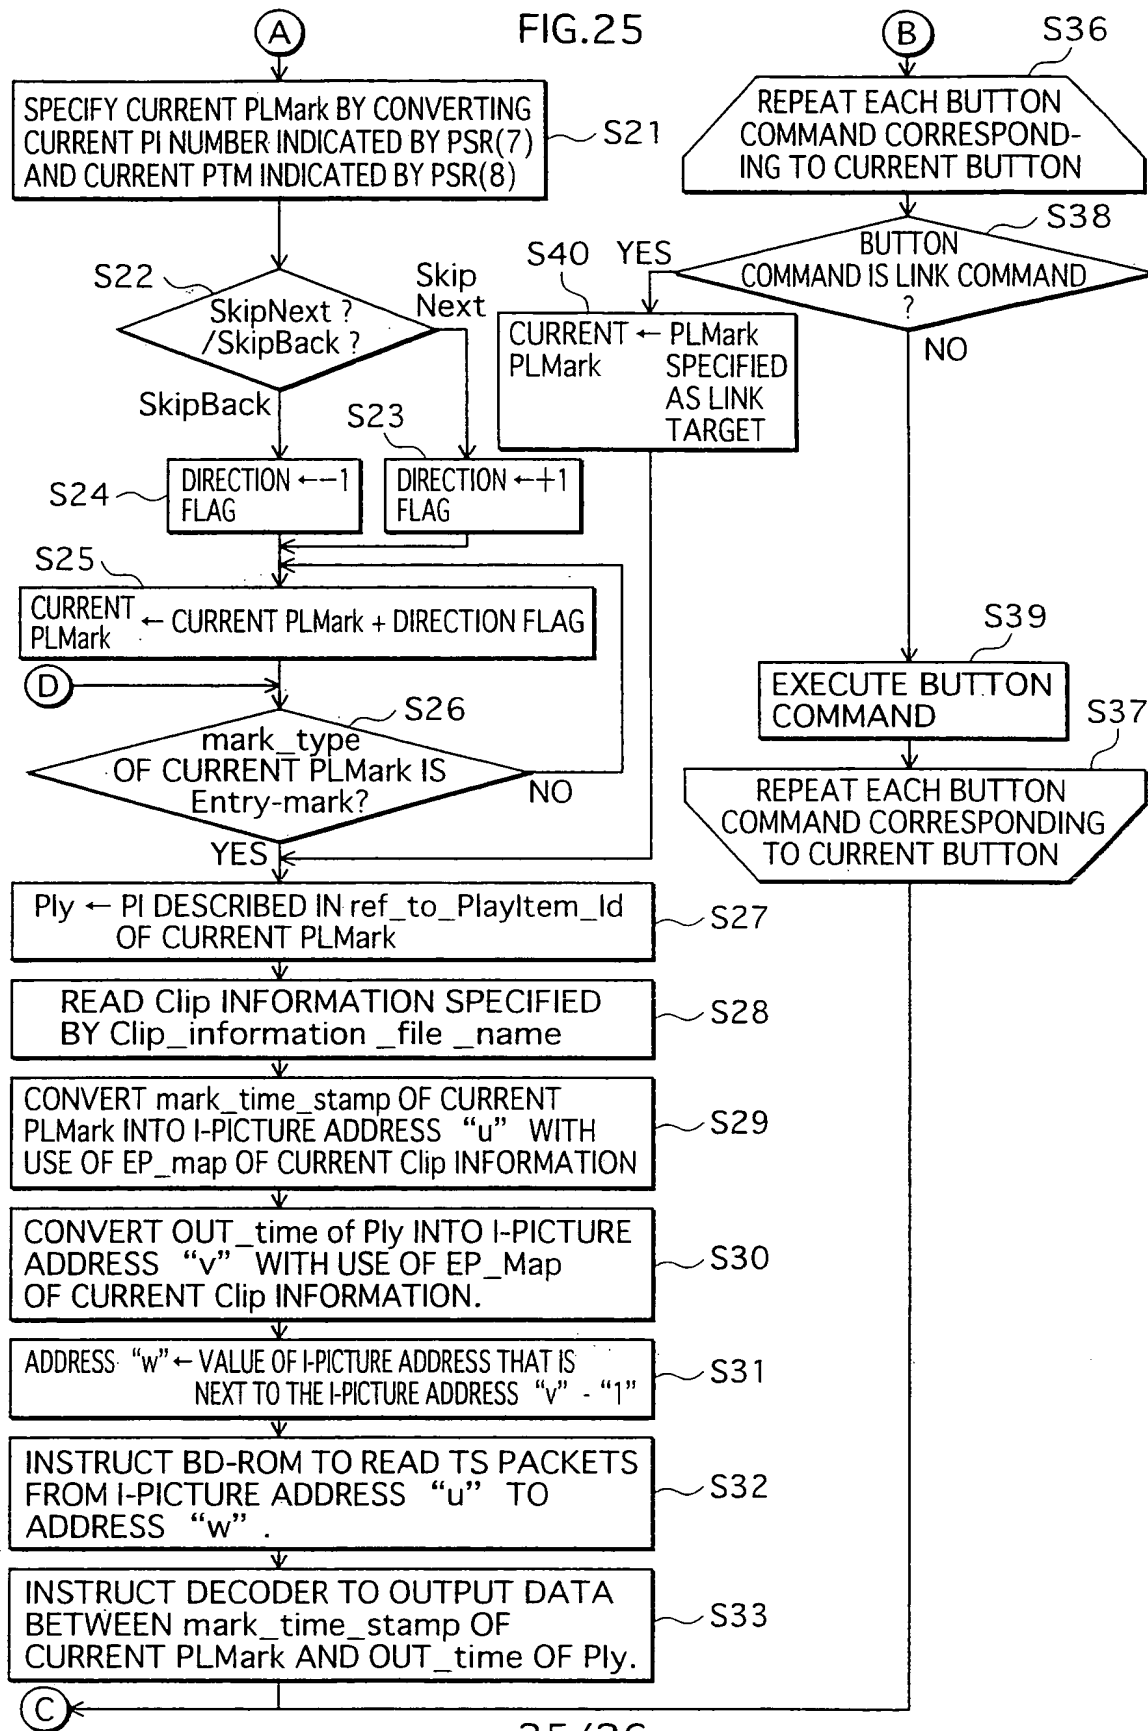 FIG.25
A
SPECIFY CURRENT PLMark BY CONVERTING
CURRENT PI NUMBER INDICATED BY PSR(7)
AND CURRENT PTM INDICATED BY PSR(8)
S21
S22
SkipNext ?
/SkipBack ?
Skip
Next
SkipBack
S23
S24
DIRECTION ←−1
FLAG
DIRECTION ←+1
FLAG
S25
CURRENT PLMark ← CURRENT PLMark + DIRECTION FLAG
D
S26
mark_type
OF CURRENT PLMark IS
Entry-mark?
NO
YES
PIy ← PI DESCRIBED IN ref_to_PlayItem_Id
OF CURRENT PLMark
S27
READ Clip INFORMATION SPECIFIED
BY Clip_information _file _name
S28
CONVERT mark_time_stamp OF CURRENT
PLMark INTO I-PICTURE ADDRESS “u” WITH
USE OF EP_map OF CURRENT Clip INFORMATION
S29
CONVERT OUT_time of PIy INTO I-PICTURE
ADDRESS “v” WITH USE OF EP_Map
OF CURRENT Clip INFORMATION.
S30
ADDRESS “w” ← VALUE OF I-PICTURE ADDRESS THAT IS
NEXT TO THE I-PICTURE ADDRESS “v” - “1”
S31
INSTRUCT BD-ROM TO READ TS PACKETS
FROM I-PICTURE ADDRESS “u” TO
ADDRESS “w” .
S32
INSTRUCT DECODER TO OUTPUT DATA
BETWEEN mark_time_stamp OF
CURRENT PLMark AND OUT_time OF PIy.
S33
C
B
S36
REPEAT EACH BUTTON
COMMAND CORRESPOND-
ING TO CURRENT BUTTON
S38
BUTTON
COMMAND IS LINK COMMAND
?
YES
NO
S40
CURRENT ← PLMark
PLMark SPECIFIED
AS LINK
TARGET
S39
EXECUTE BUTTON
COMMAND
S37
REPEAT EACH BUTTON
COMMAND CORRESPONDING
TO CURRENT BUTTON